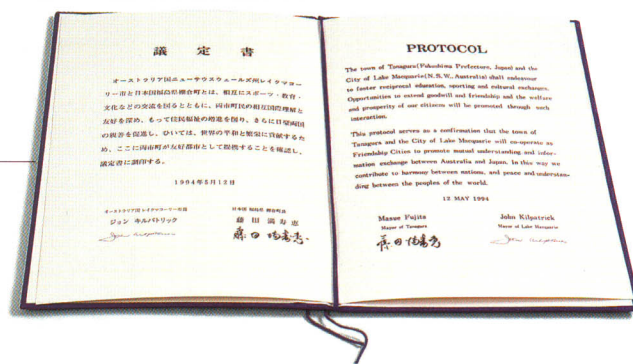 議定書
オーストラリア国ニューサウスウェールズ州レイクマコー
リー市と日本国福島県棚倉町とは、相互にスポーツ・教育・
文化などの交流を図るとともに、両市町民の相互国際理解と
友好を深め、もって住民福祉の増進を図り、さらに日豪両国
の親善を促進し、ひいては、世界の平和と繁栄に貢献するた
め、ここに両市町が友好都市として提携することを確認し、
議定書に調印する。
1994年5月12日
オーストラリア国 レイクマコーリー市長
ジョン キルパトリック
John Kilpatrick
日本国 福島県 棚倉町長
藤田満寿恵
藤田満寿恵
PROTOCOL
The town of Tanagura(Fukushima Prefecture, Japan) and the
City of Lake Macquarie(N.S.W., Australia) shall endeavour
to foster reciprocal education, sporting and cultural exchanges.
Opportunities to extend goodwill and friendship and the welfare
and prosperity of our citizens will be promoted through such
interaction.
This protocol serves as a confirmation that the town of
Tanagura and the City of Lake Macquarie will co-operate as
Friendship Cities to promote mutual understanding and infor-
mation exchange between Australia and Japan. In this way we
contribute to harmony between nations, and peace and understan-
ding between the peoples of the world.
12 MAY 1994
Masue Fujita
Mayor of Tanagura
藤田満寿恵
John Kilpatrick
Mayor of Lake Macquarie
John Kilpatrick